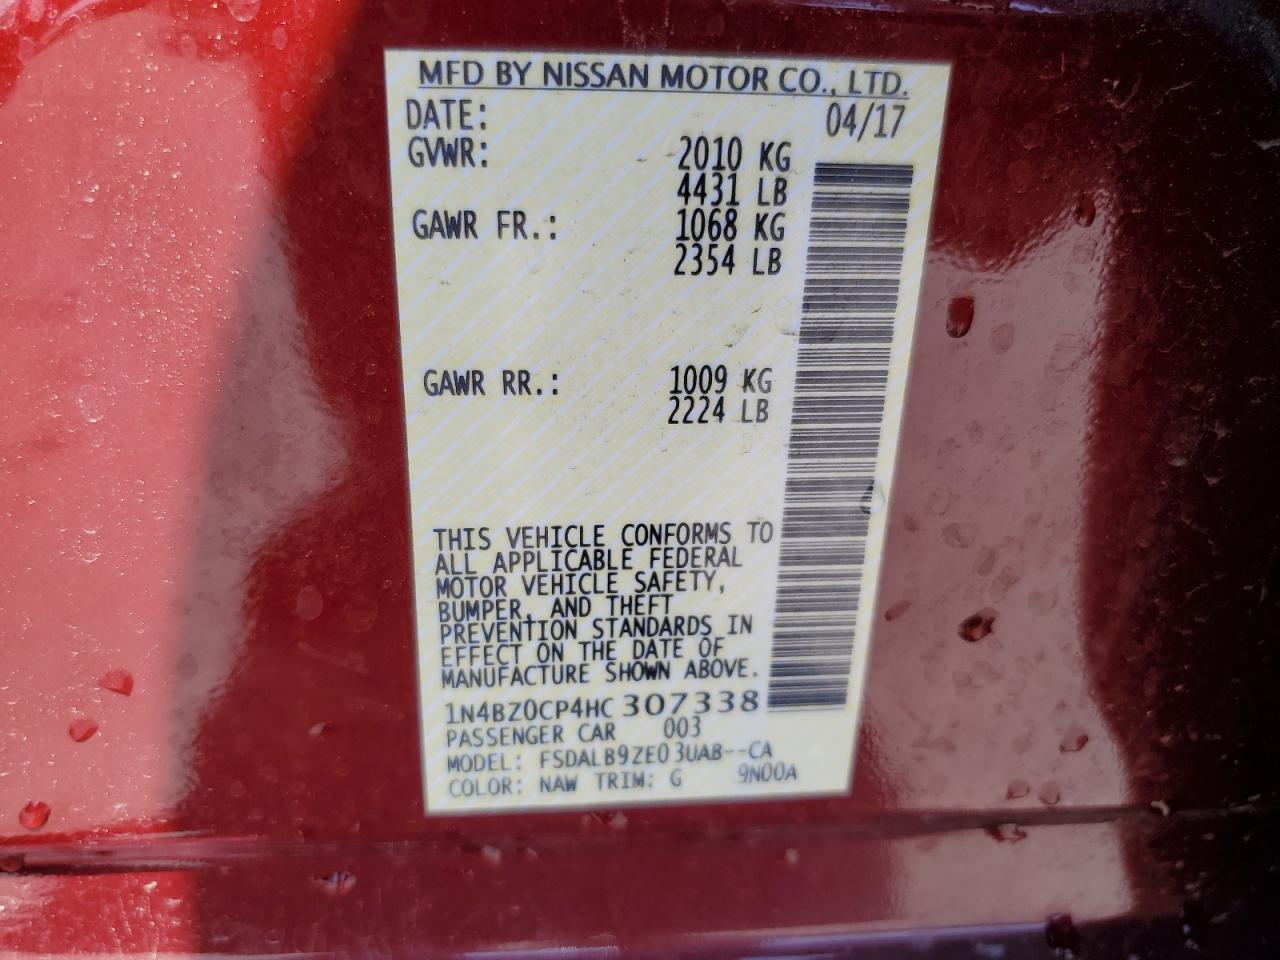 MFD BY NISSAN MOTOR CO., LTD.
DATE: 04/17
GVWR: 2010 KG
4431 LB
GAWR FR.: 1068 KG
2354 LB
GAWR RR.: 1009 KG
2224 LB
THIS VEHICLE CONFORMS TO
ALL APPLICABLE FEDERAL
MOTOR VEHICLE SAFETY,
BUMPER, AND THEFT
PREVENTION STANDARDS IN
EFFECT ON THE DATE OF
MANUFACTURE SHOWN ABOVE.
1N4BZ0CP4HC307338
PASSENGER CAR 003
MODEL: FSDALB9ZE03UAB--CA
COLOR: NAW TRIM: G 9N00A